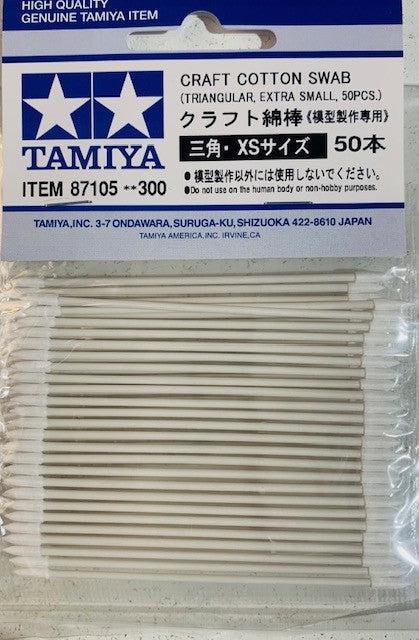 HIGH QUALITY
GENUINE TAMIYA ITEM
TAMIYA
ITEM 87105 **300
CRAFT COTTON SWAB
(TRIANGULAR, EXTRA SMALL, 50PCS.)
クラフト綿棒《模型製作専用》
三角・XSサイズ 50本
●模型製作以外には使用しないでください。
●Do not use on the human body or non-hobby purposes.
TAMIYA,INC. 3-7 ONDAWARA, SURUGA-KU, SHIZUOKA 422-8610 JAPAN
TAMIYA AMERICA,INC. IRVINE,CA